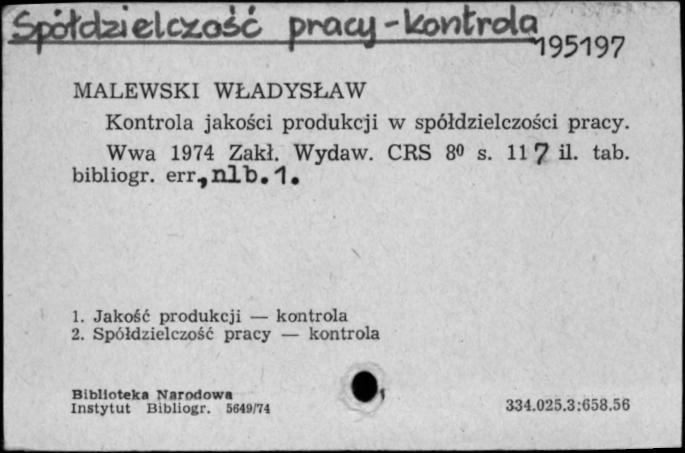 Spółdzielczość pracy-kontrola
195197
MALEWSKI WŁADYSŁAW
Kontrola jakości produkcji w spółdzielczości pracy.
Wwa 1974 Zakł. Wydaw. CRS 8⁰ s. 117 il. tab.
bibliogr. err., nlb. 1.
1. Jakość produkcji — kontrola
2. Spółdzielczość pracy — kontrola
Biblioteka Narodowa
Instytut Bibliogr. 5649/74
334.025.3:658.56